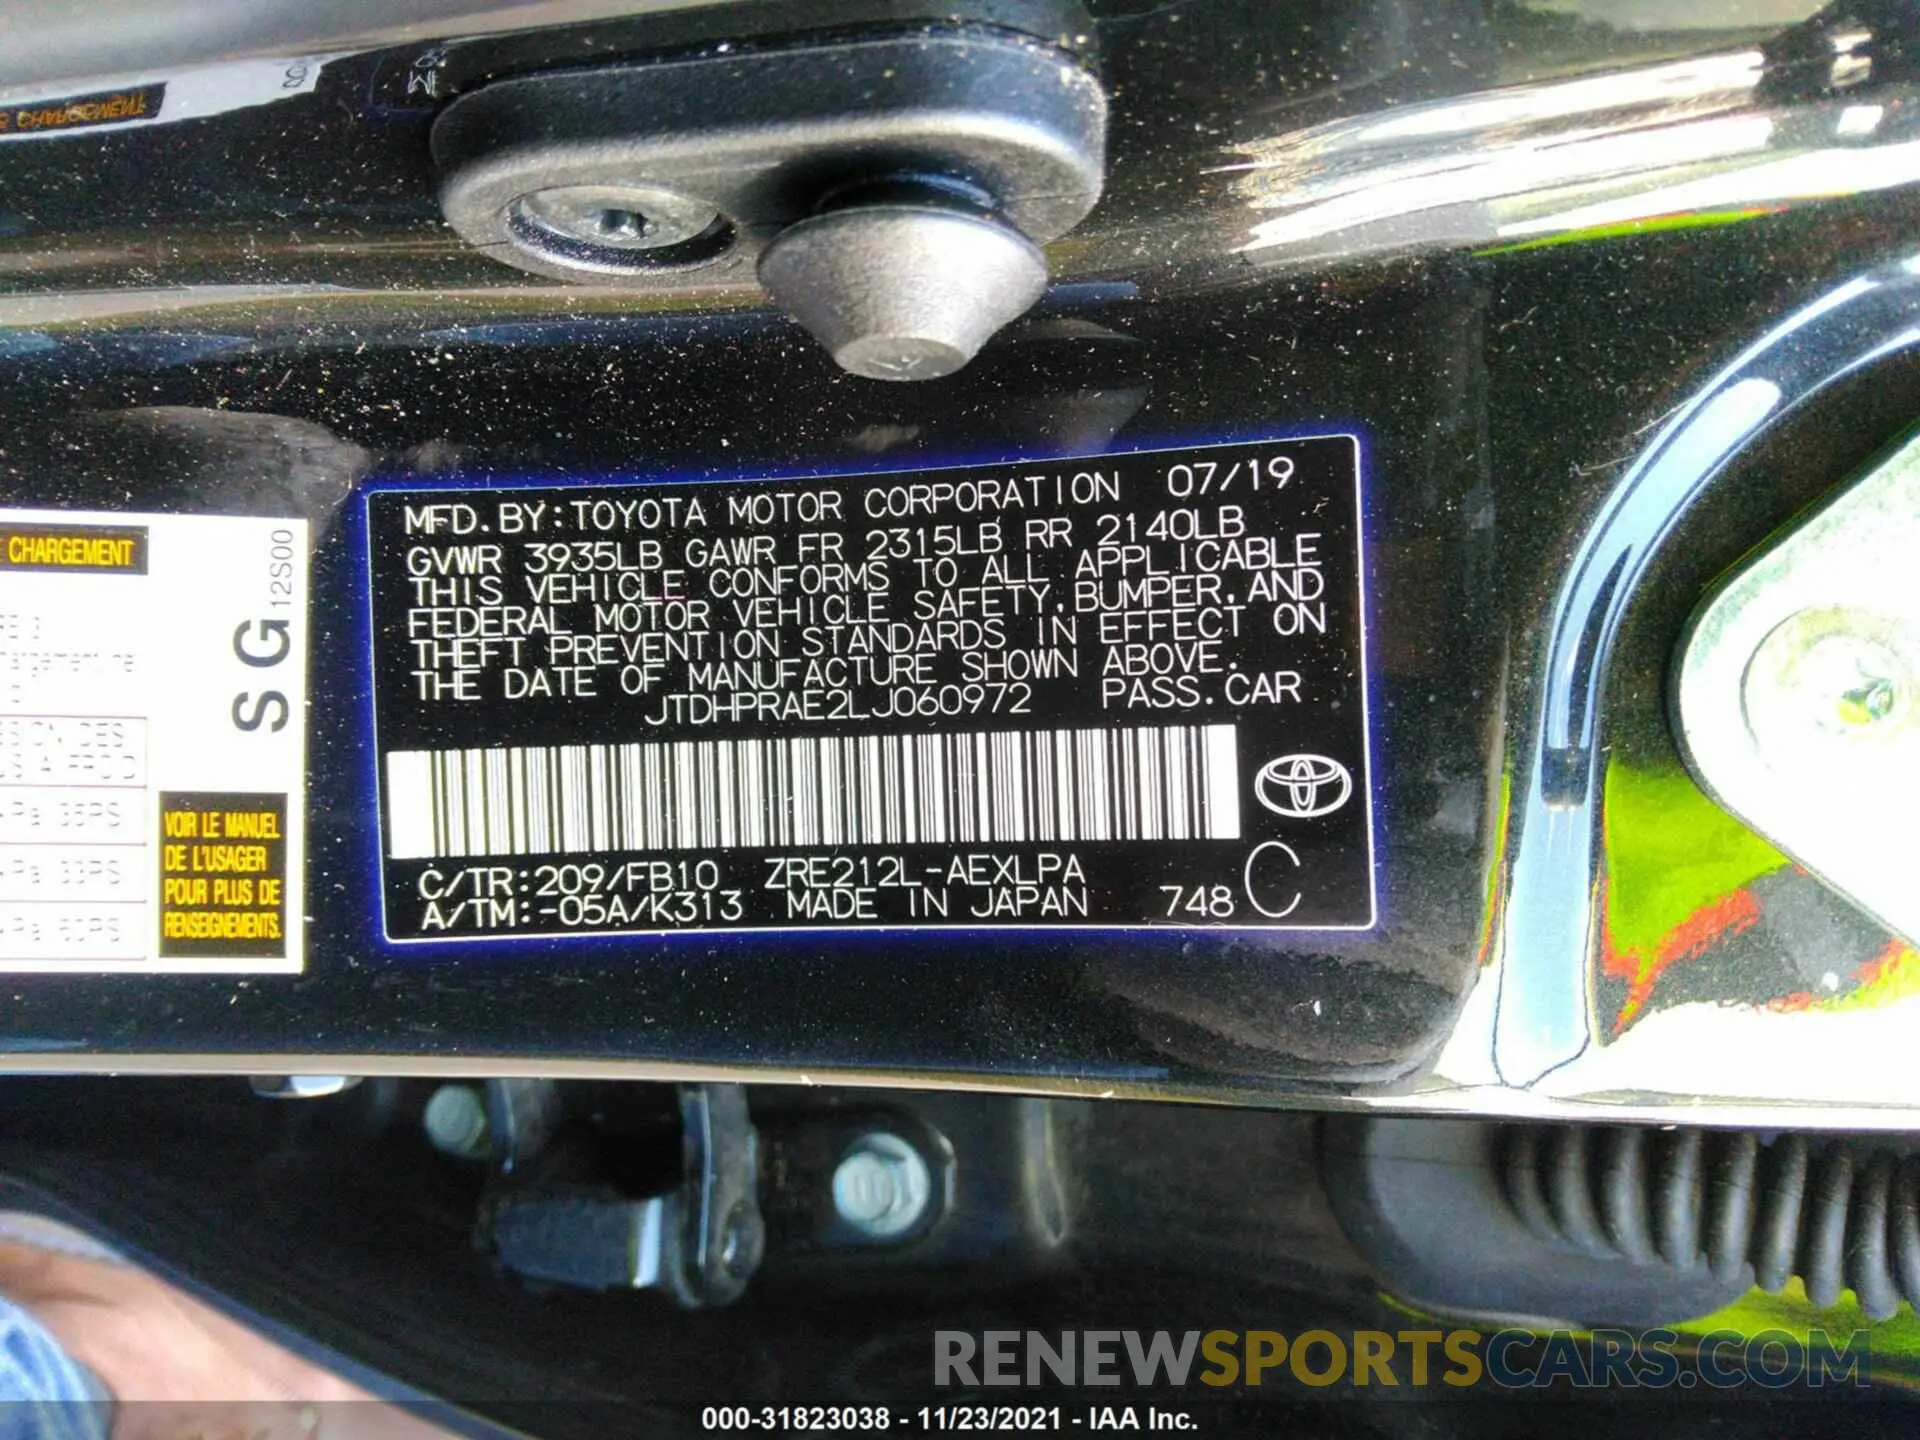 CHARGEMENT
CHARGEMENT
SG12S00
VOIR LE MANUEL
DE L'USAGER
POUR PLUS DE
RENSEIGNEMENTS.
MFD.BY:TOYOTA MOTOR CORPORATION 07/19
GVWR 3935LB GAWR FR 2315LB RR 2140LB
THIS VEHICLE CONFORMS TO ALL APPLICABLE
FEDERAL MOTOR VEHICLE SAFETY,BUMPER,AND
THEFT PREVENTION STANDARDS IN EFFECT ON
THE DATE OF MANUFACTURE SHOWN ABOVE.
JTDHPRAE2LJ060972 PASS.CAR
C/TR:209/FB10 ZRE212L-AEXLPA
A/TM:-05A/K313 MADE IN JAPAN 748 C
RENEWSPORTSCARS.COM
000-31823038 - 11/23/2021 - IAA Inc.